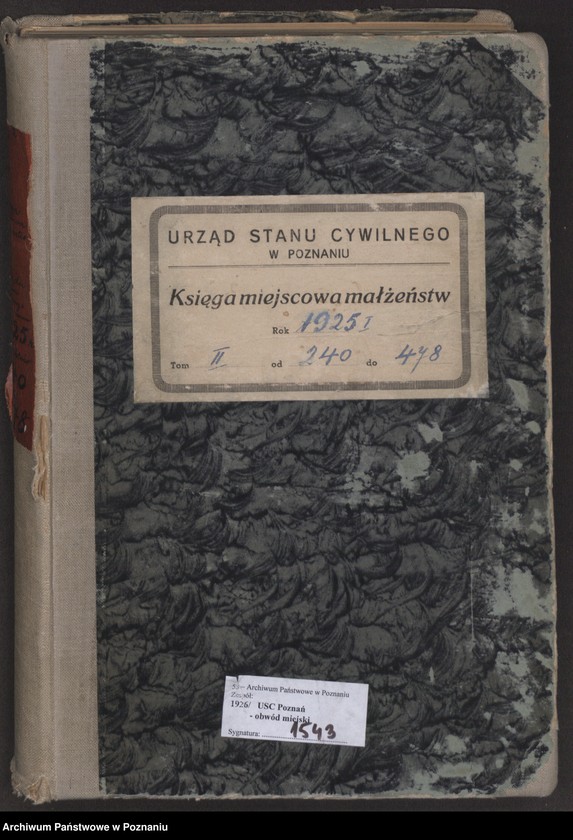 URZĄD STANU CYWILNEGO
W POZNANIU
Księga miejscowa małżeństw
Rok 1925 I
Tom II od 240 do 478
53 – Archiwum Państwowe w Poznaniu
Zespół:
1926/ USC Poznań
- obwód miejski
Sygnatura: 1543
Archiwum Państwowe w Poznaniu